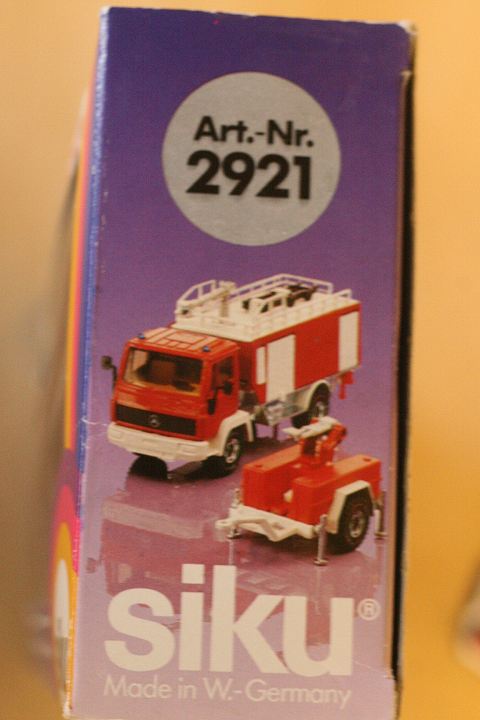 Art.-Nr.
2921
siku®
Made in W.-Germany